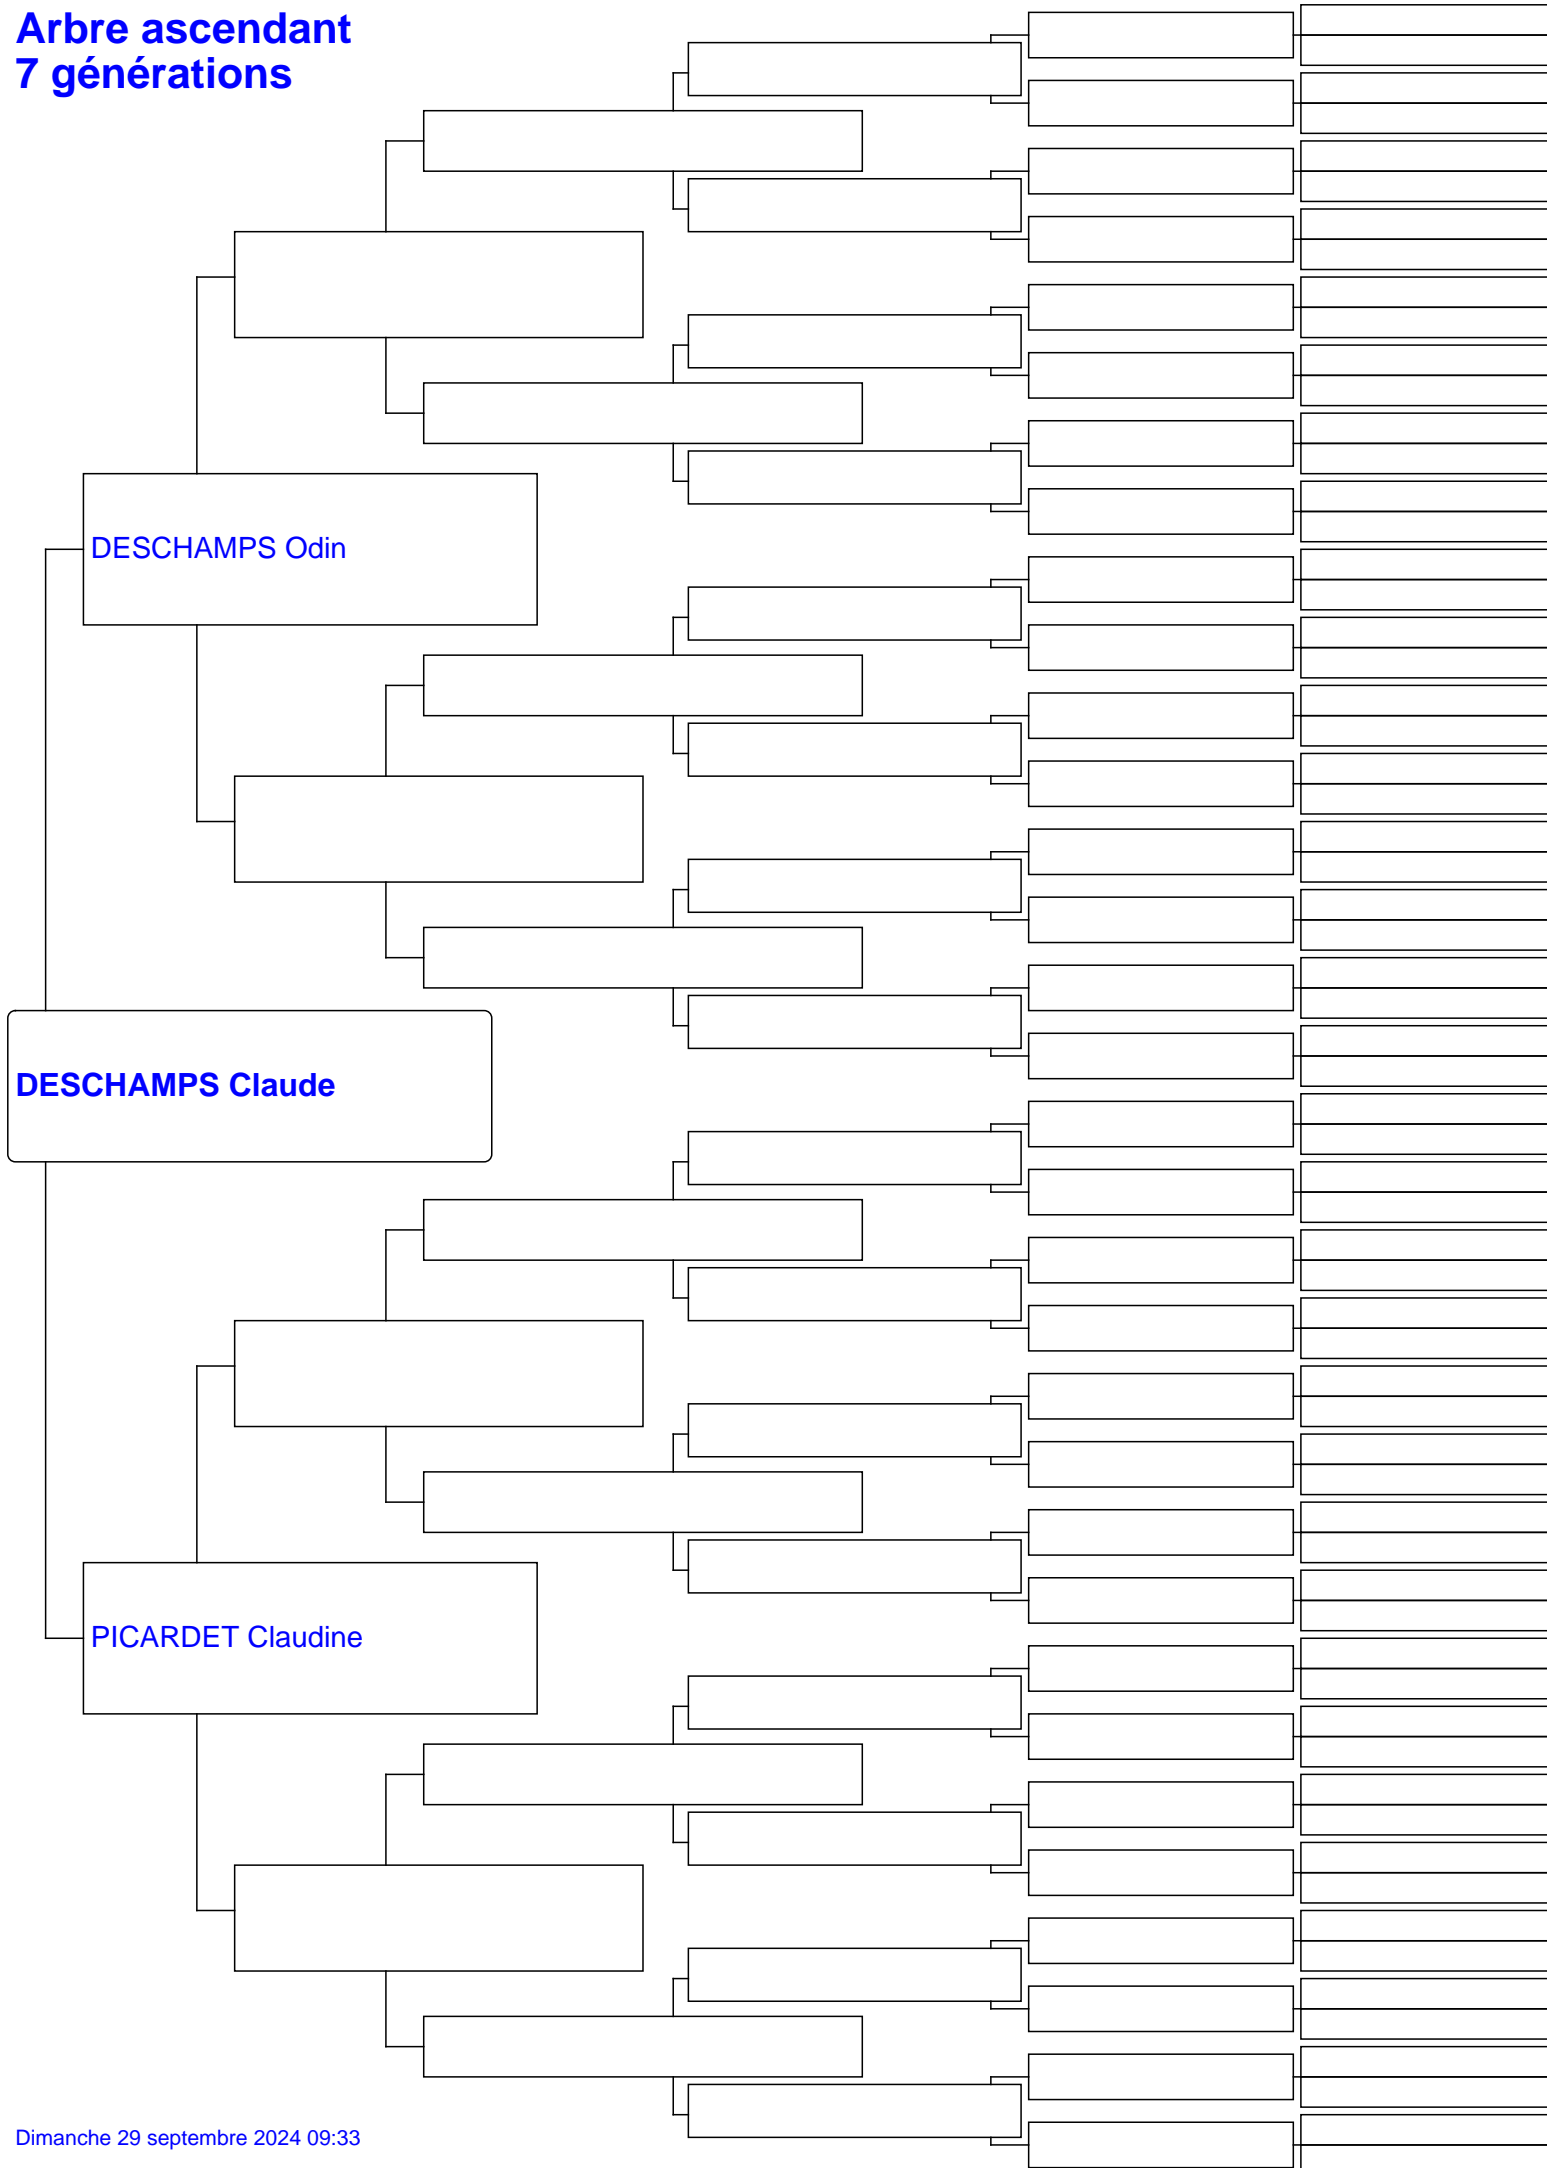 Arbre ascendant
7 générations
DESCHAMPS Odin
DESCHAMPS Claude
PICARDET Claudine
Dimanche 29 septembre 2024 09:33